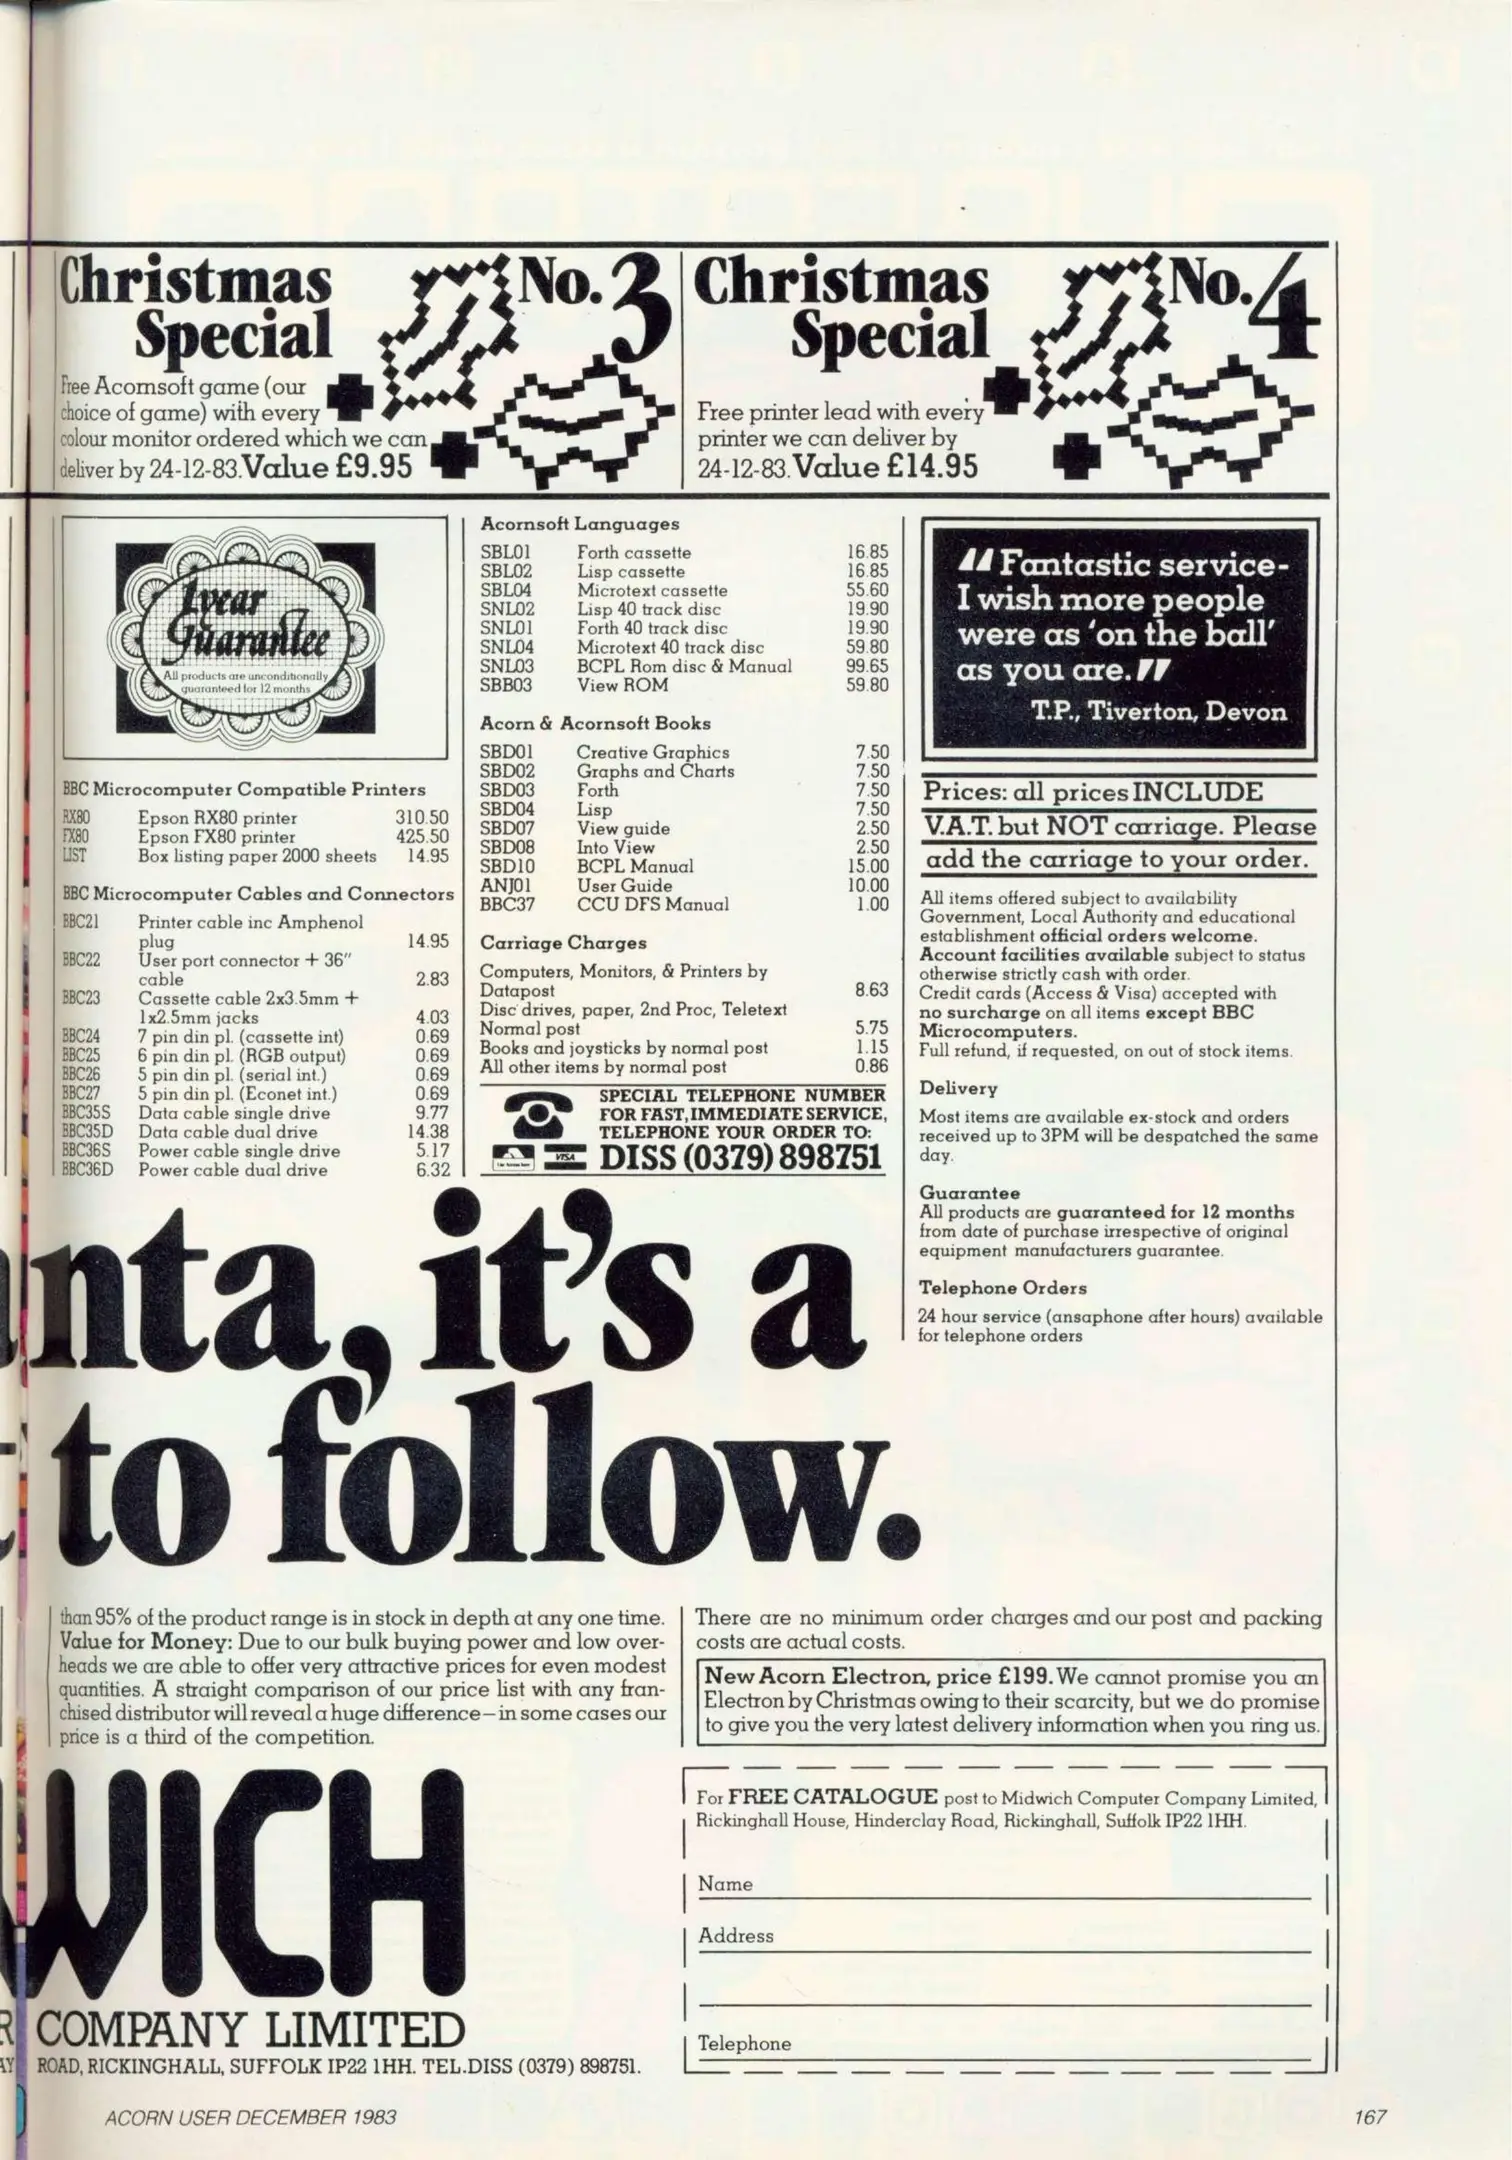 Christmas
Special
No. 3
Free Acornsoft game (our
choice of game) with every
colour monitor ordered which we can
deliver by 24-12-83. Value £9.95
Christmas
Special
No. 4
Free printer lead with every
printer we can deliver by
24-12-83. Value £14.95
1 year
Guarantee
All products are unconditionally
guaranteed for 12 months
BBC Microcomputer Compatible Printers
RX80 Epson RX80 printer 310.50
FX80 Epson FX80 printer 425.50
LIST Box listing paper 2000 sheets 14.95
BBC Microcomputer Cables and Connectors
BBC21 Printer cable inc Amphenol
plug 14.95
BBC22 User port connector + 36"
cable 2.83
BBC23 Cassette cable 2x3.5mm +
1x2.5mm jacks 4.03
BBC24 7 pin din pl. (cassette int) 0.69
BBC25 6 pin din pl. (RGB output) 0.69
BBC26 5 pin din pl. (serial int.) 0.69
BBC27 5 pin din pl. (Econet int.) 0.69
BBC35S Data cable single drive 9.77
BBC35D Data cable dual drive 14.38
BBC36S Power cable single drive 5.17
BBC36D Power cable dual drive 6.32
Acornsoft Languages
SBL01 Forth cassette 16.85
SBL02 Lisp cassette 16.85
SBL04 Microtext cassette 55.60
SNL02 Lisp 40 track disc 19.90
SNL01 Forth 40 track disc 19.90
SNL04 Microtext 40 track disc 59.80
SNL03 BCPL Rom disc & Manual 99.65
SBB03 View ROM 59.80
Acorn & Acornsoft Books
SBD01 Creative Graphics 7.50
SBD02 Graphs and Charts 7.50
SBD03 Forth 7.50
SBD04 Lisp 7.50
SBD07 View guide 2.50
SBD08 Into View 2.50
SBD10 BCPL Manual 15.00
ANJ01 User Guide 10.00
BBC37 CCU DFS Manual 1.00
Carriage Charges
Computers, Monitors, & Printers by
Datapost 8.63
Disc drives, paper, 2nd Proc, Teletext
Normal post 5.75
Books and joysticks by normal post 1.15
All other items by normal post 0.86
SPECIAL TELEPHONE NUMBER
FOR FAST, IMMEDIATE SERVICE,
TELEPHONE YOUR ORDER TO:
VISA
DISS (0379) 898751
"Fantastic service-
I wish more people
were as 'on the ball'
as you are."
T.P., Tiverton, Devon
Prices: all prices INCLUDE
V.A.T. but NOT carriage. Please
add the carriage to your order.
All items offered subject to availability
Government, Local Authority and educational
establishment official orders welcome.
Account facilities available subject to status
otherwise strictly cash with order.
Credit cards (Access & Visa) accepted with
no surcharge on all items except BBC
Microcomputers.
Full refund, if requested, on out of stock items.
Delivery
Most items are available ex-stock and orders
received up to 3PM will be despatched the same
day.
Guarantee
All products are guaranteed for 12 months
from date of purchase irrespective of original
equipment manufacturers guarantee.
Telephone Orders
24 hour service (ansaphone after hours) available
for telephone orders
nta, it's a
to follow.
than 95% of the product range is in stock in depth at any one time.
Value for Money: Due to our bulk buying power and low over-
heads we are able to offer very attractive prices for even modest
quantities. A straight comparison of our price list with any fran-
chised distributor will reveal a huge difference – in some cases our
price is a third of the competition.
There are no minimum order charges and our post and packing
costs are actual costs.
New Acorn Electron, price £199. We cannot promise you an
Electron by Christmas owing to their scarcity, but we do promise
to give you the very latest delivery information when you ring us.
WICH
R COMPANY LIMITED
AY ROAD, RICKINGHALL, SUFFOLK IP22 1HH. TEL. DISS (0379) 898751.
For FREE CATALOGUE post to Midwich Computer Company Limited,
Rickinghall House, Hinderclay Road, Rickinghall, Suffolk IP22 1HH.
Name
Address
Telephone
ACORN USER DECEMBER 1983
167